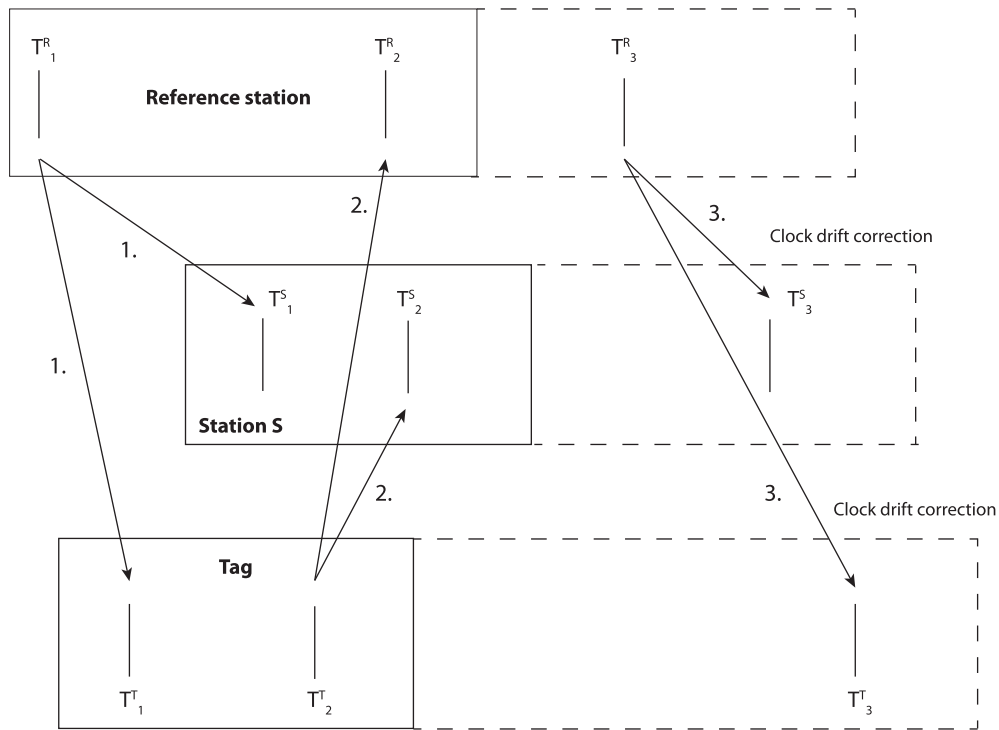 T^R_1 T^R_2 T^R_3
Reference station
2.
3.
1.
Clock drift correction
T^S_1 T^S_2 T^S_3
1.
Station S
2.
3.
Clock drift correction
Tag
T^T_1 T^T_2 T^T_3